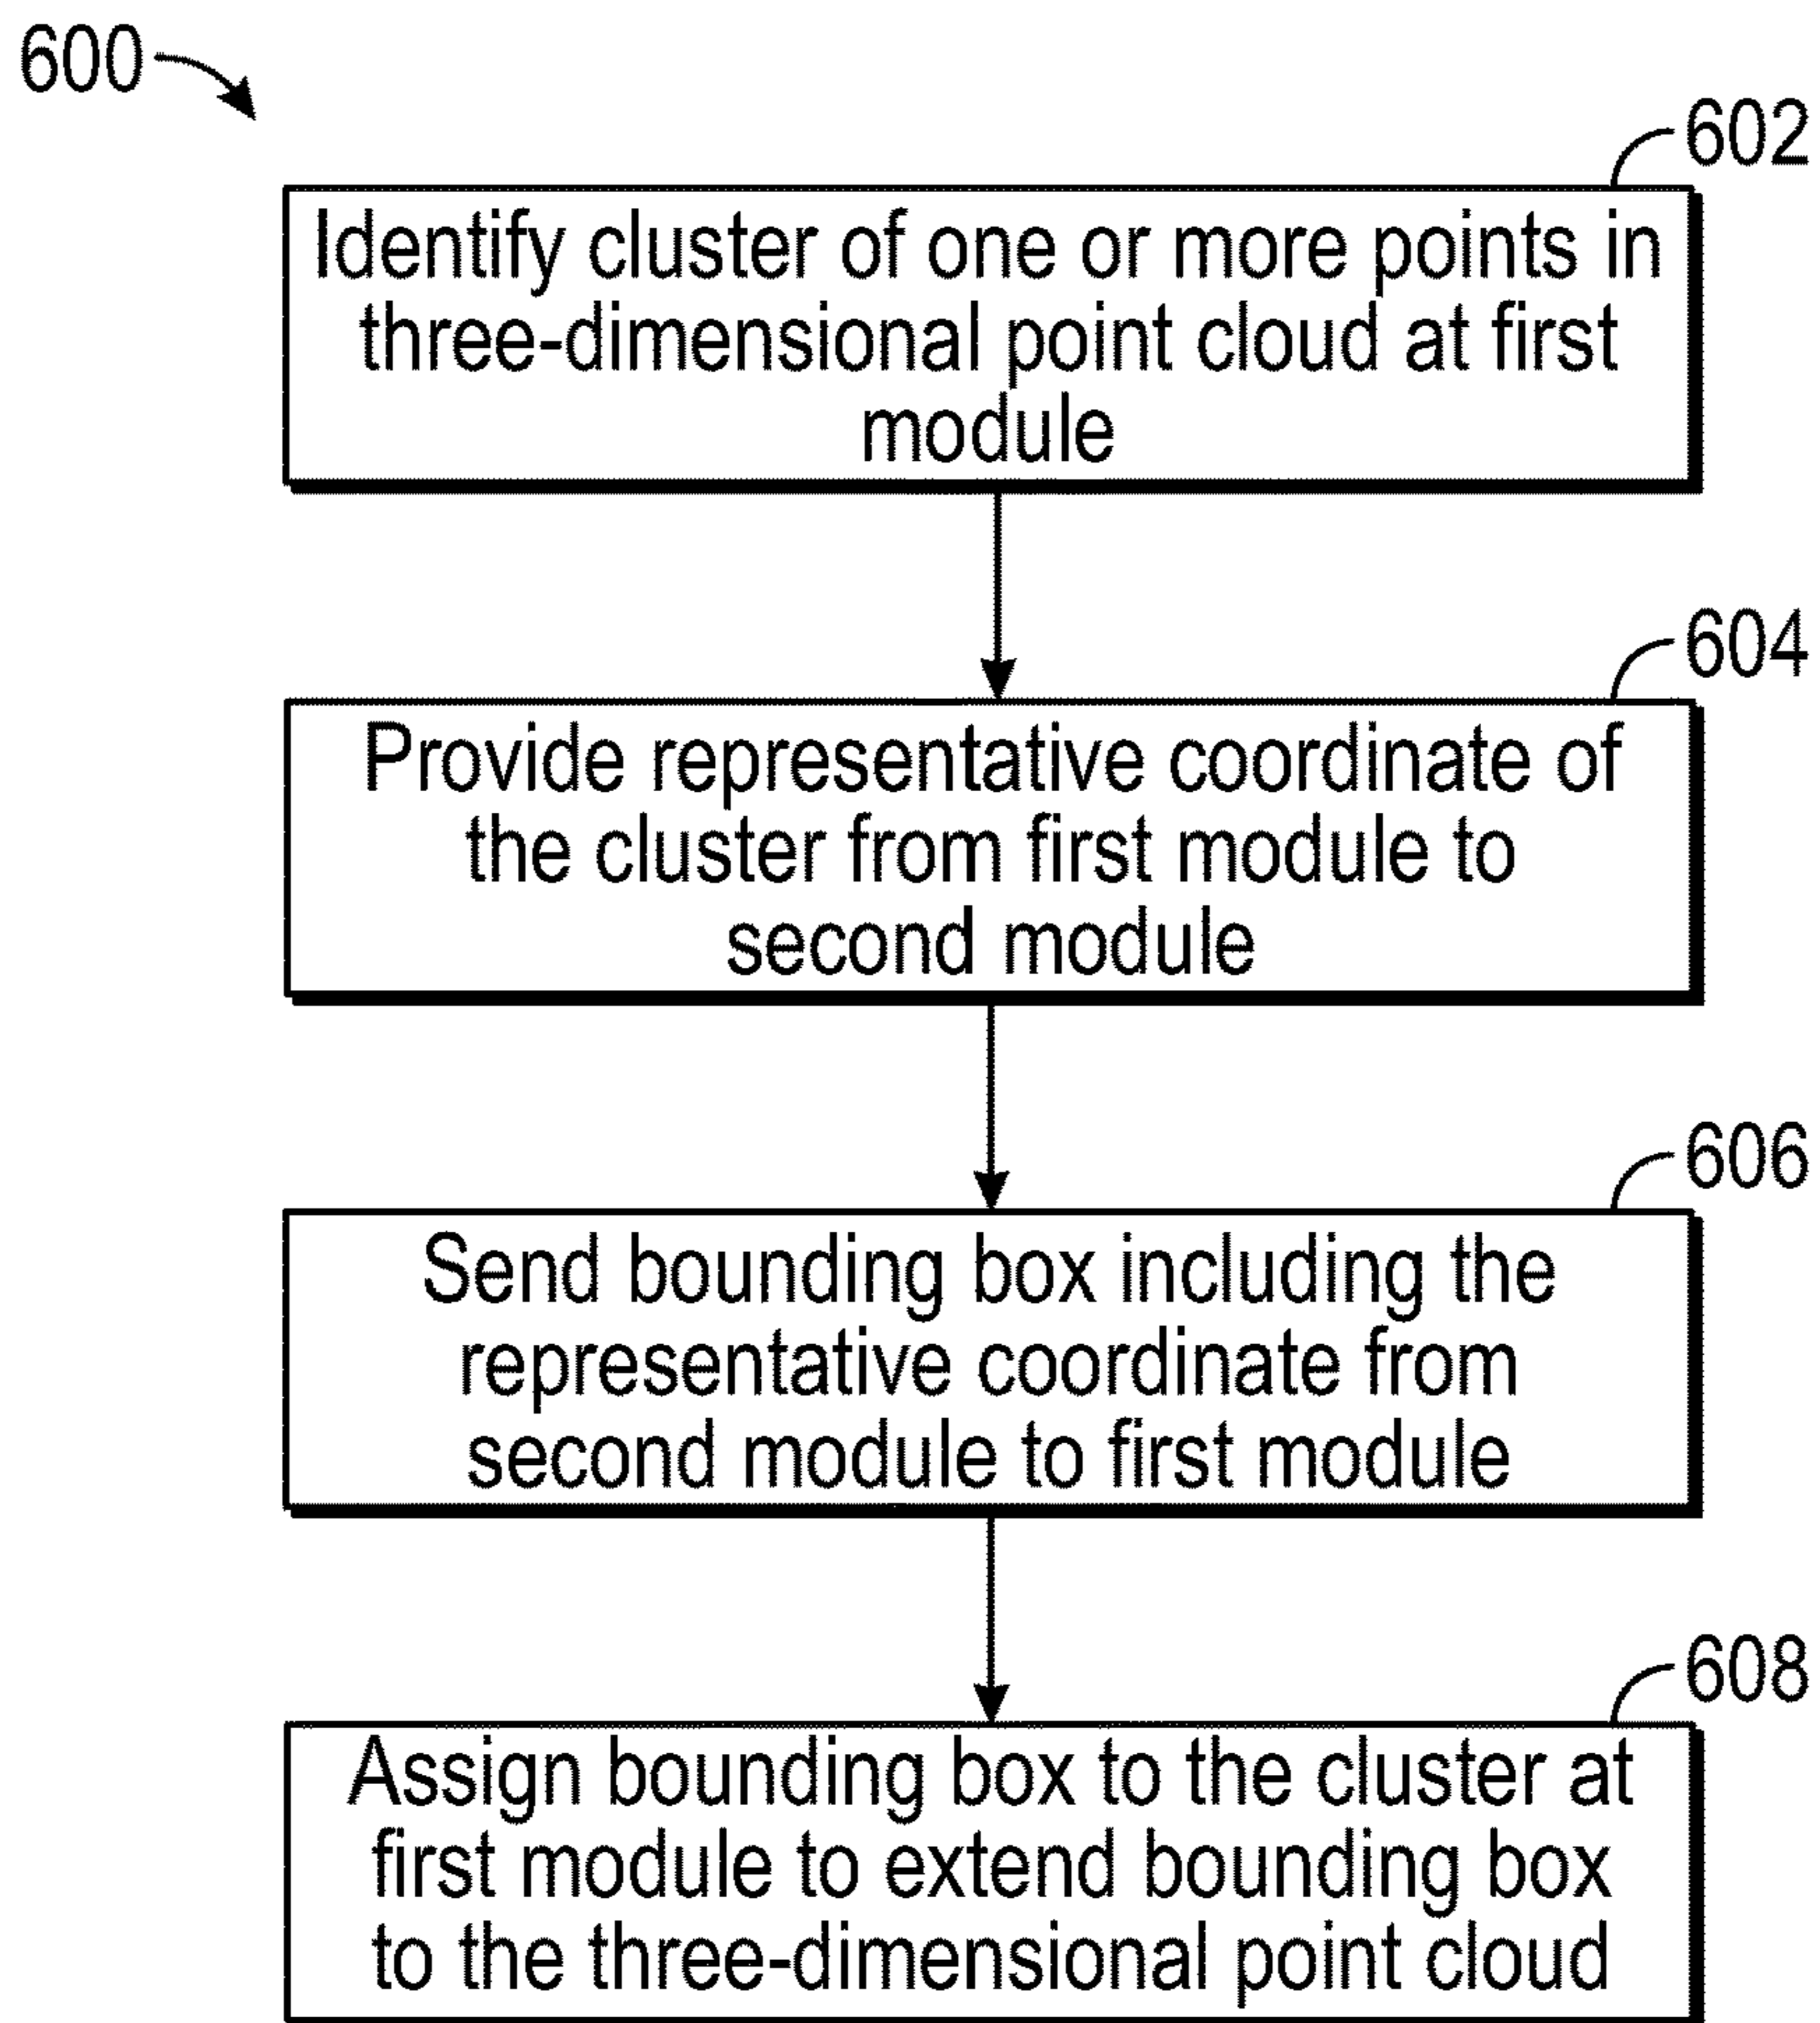 600
602
Identify cluster of one or more points in
three-dimensional point cloud at first
module
604
Provide representative coordinate of
the cluster from first module to
second module
606
Send bounding box including the
representative coordinate from
second module to first module
608
Assign bounding box to the cluster at
first module to extend bounding box
to the three-dimensional point cloud